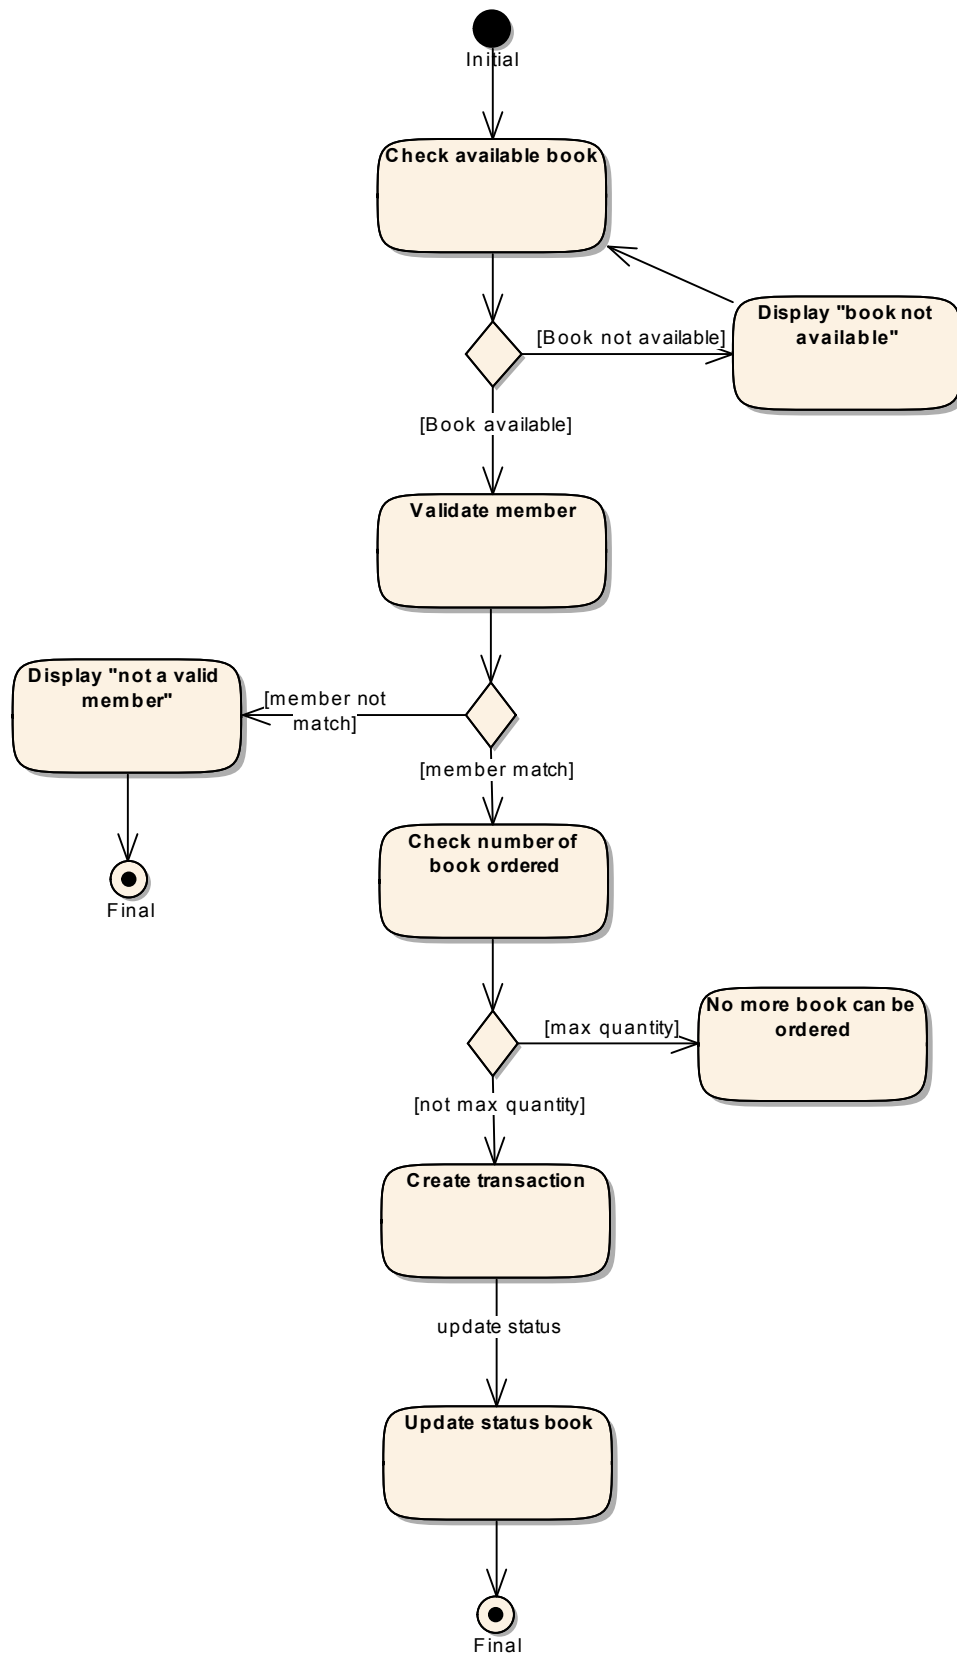 Initial
Check available book
Display "book not
available"
[Book not available]
[Book available]
Validate member
Display "not a valid
member"
[member not
match]
[member match]
Check number of
book ordered
Final
No more book can be
ordered
[max quantity]
[not max quantity]
Create transaction
update status
Update status book
Final